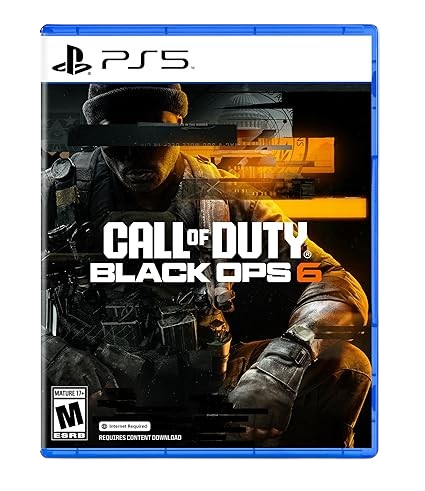 PS5
CALL OF DUTY®
BLACK OPS 6
MATURE 17+
M
ESRB
Internet Required
REQUIRES CONTENT DOWNLOAD